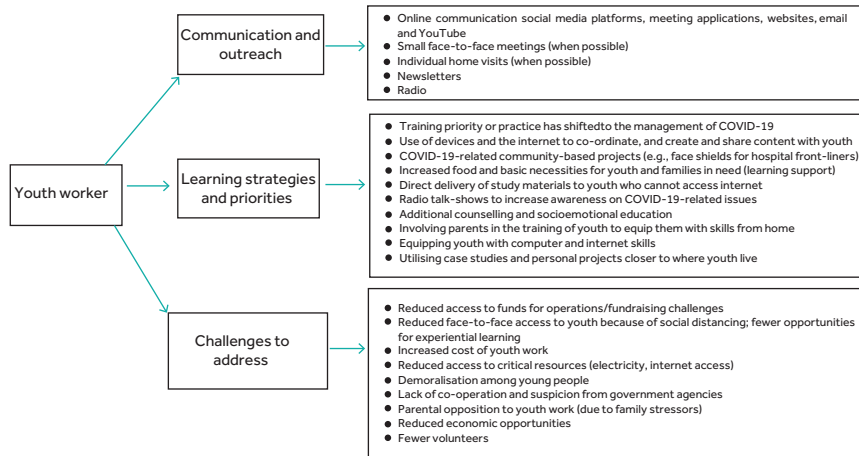 Youth worker
Communication and
outreach
● Online communication social media platforms, meeting applications, websites, email
and YouTube
● Small face-to-face meetings (when possible)
● Individual home visits (when possible)
● Newsletters
● Radio
Learning strategies
and priorities
● Training priority or practice has shiftedto the management of COVID-19
● Use of devices and the internet to co-ordinate, and create and share content with youth
● COVID-19-related community-based projects (e.g., face shields for hospital front-liners)
● Increased food and basic necessities for youth and families in need (learning support)
● Direct delivery of study materials to youth who cannot access internet
● Radio talk-shows to increase awareness on COVID-19-related issues
● Additional counselling and socioemotional education
● Involving parents in the training of youth to equip them with skills from home
● Equipping youth with computer and internet skills
● Utilising case studies and personal projects closer to where youth live
Challenges to
address
● Reduced access to funds for operations/fundraising challenges
● Reduced face-to-face access to youth because of social distancing; fewer opportunities
for experiential learning
● Increased cost of youth work
● Reduced access to critical resources (electricity, internet access)
● Demoralisation among young people
● Lack of co-operation and suspicion from government agencies
● Parental opposition to youth work (due to family stressors)
● Reduced economic opportunities
● Fewer volunteers